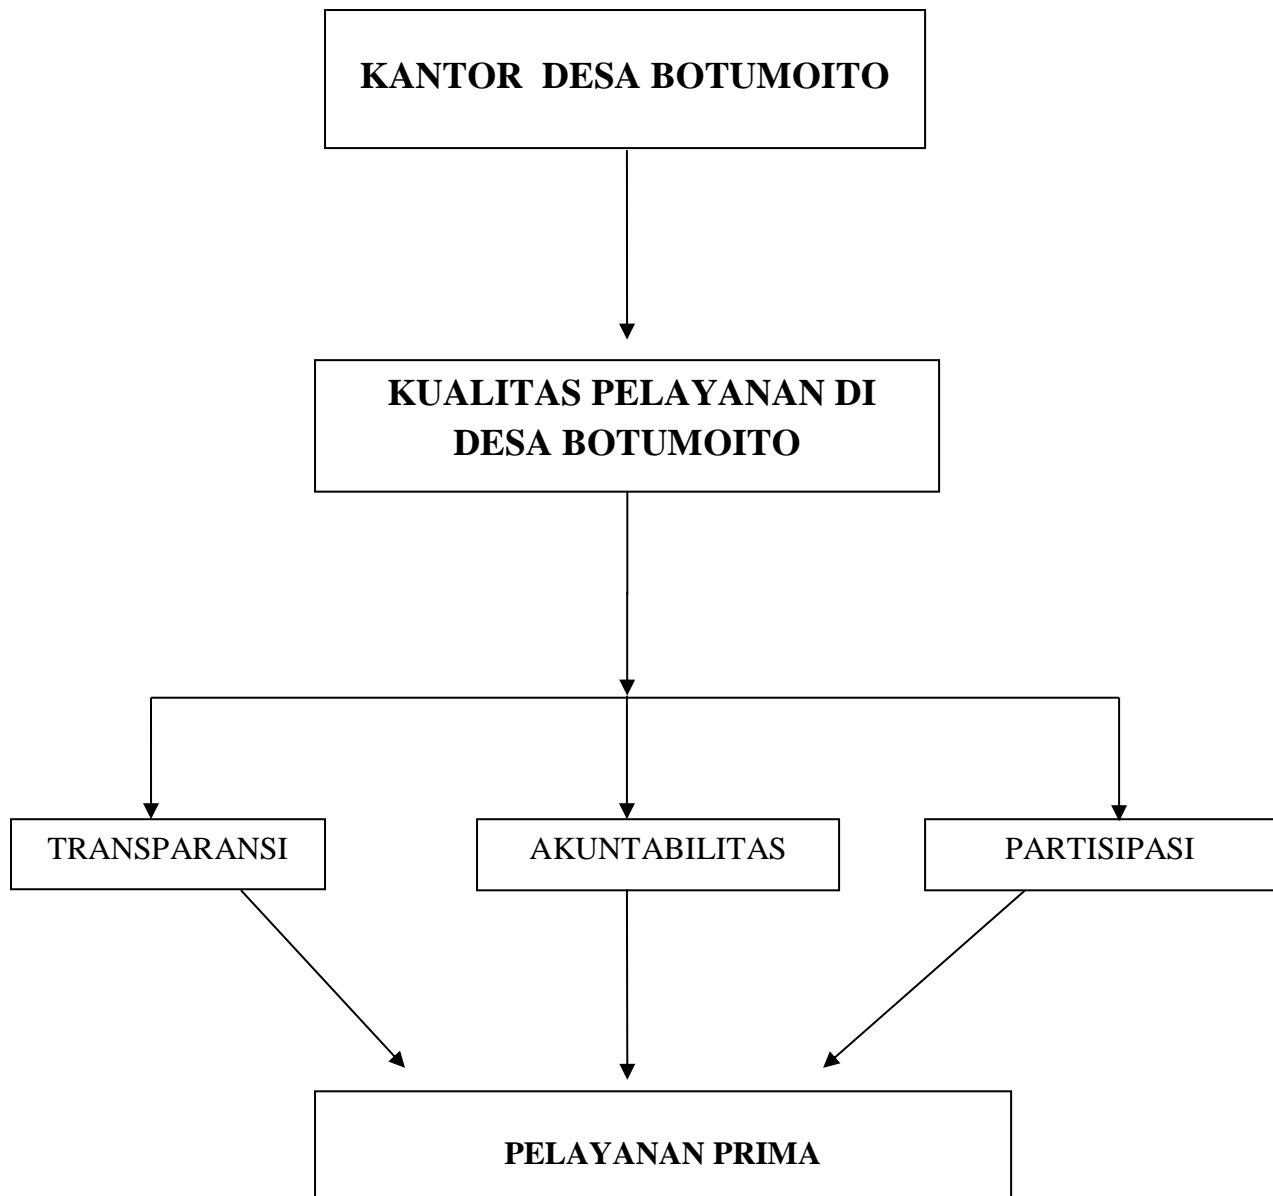 KANTOR DESA BOTUMOITO
KUALITAS PELAYANAN DI
DESA BOTUMOITO
TRANSPARANSI
AKUNTABILITAS
PARTISIPASI
PELAYANAN PRIMA